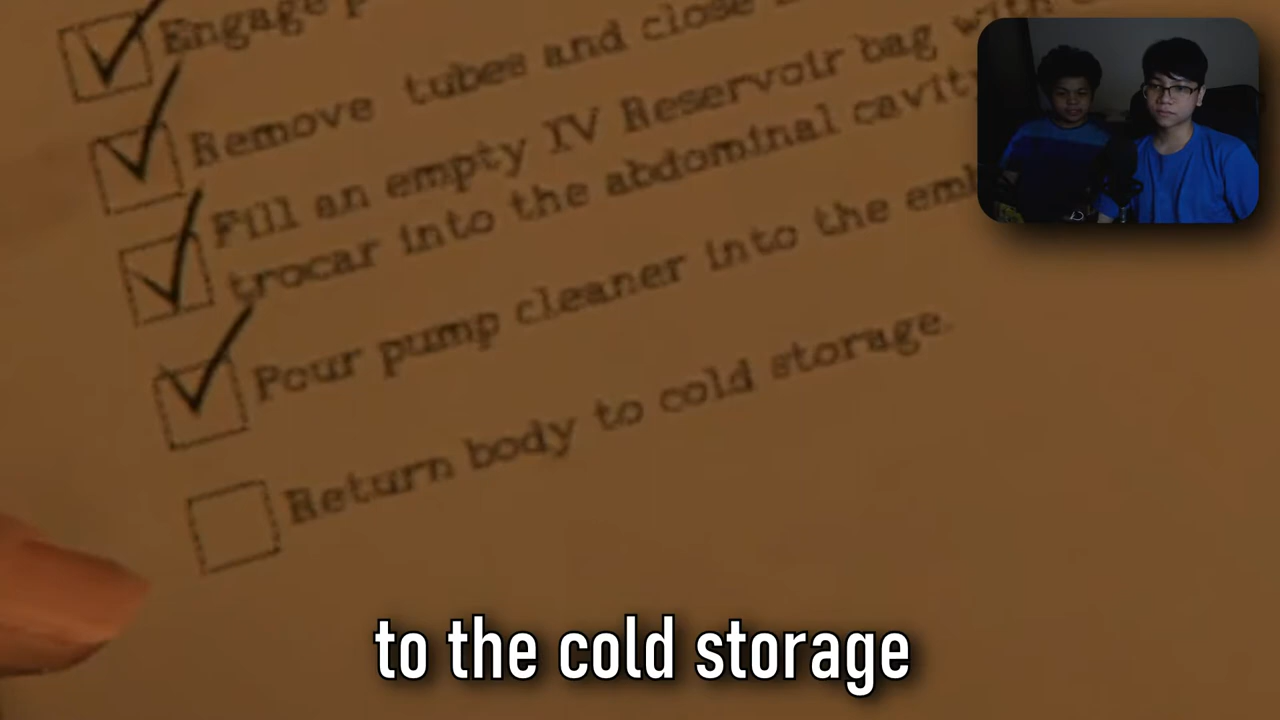 Engage
Remove tubes and close
Fill an empty IV Reservoir bag with
trocar into the abdominal cavity
Pour pump cleaner into the
Return body to cold storage.
to the cold storage